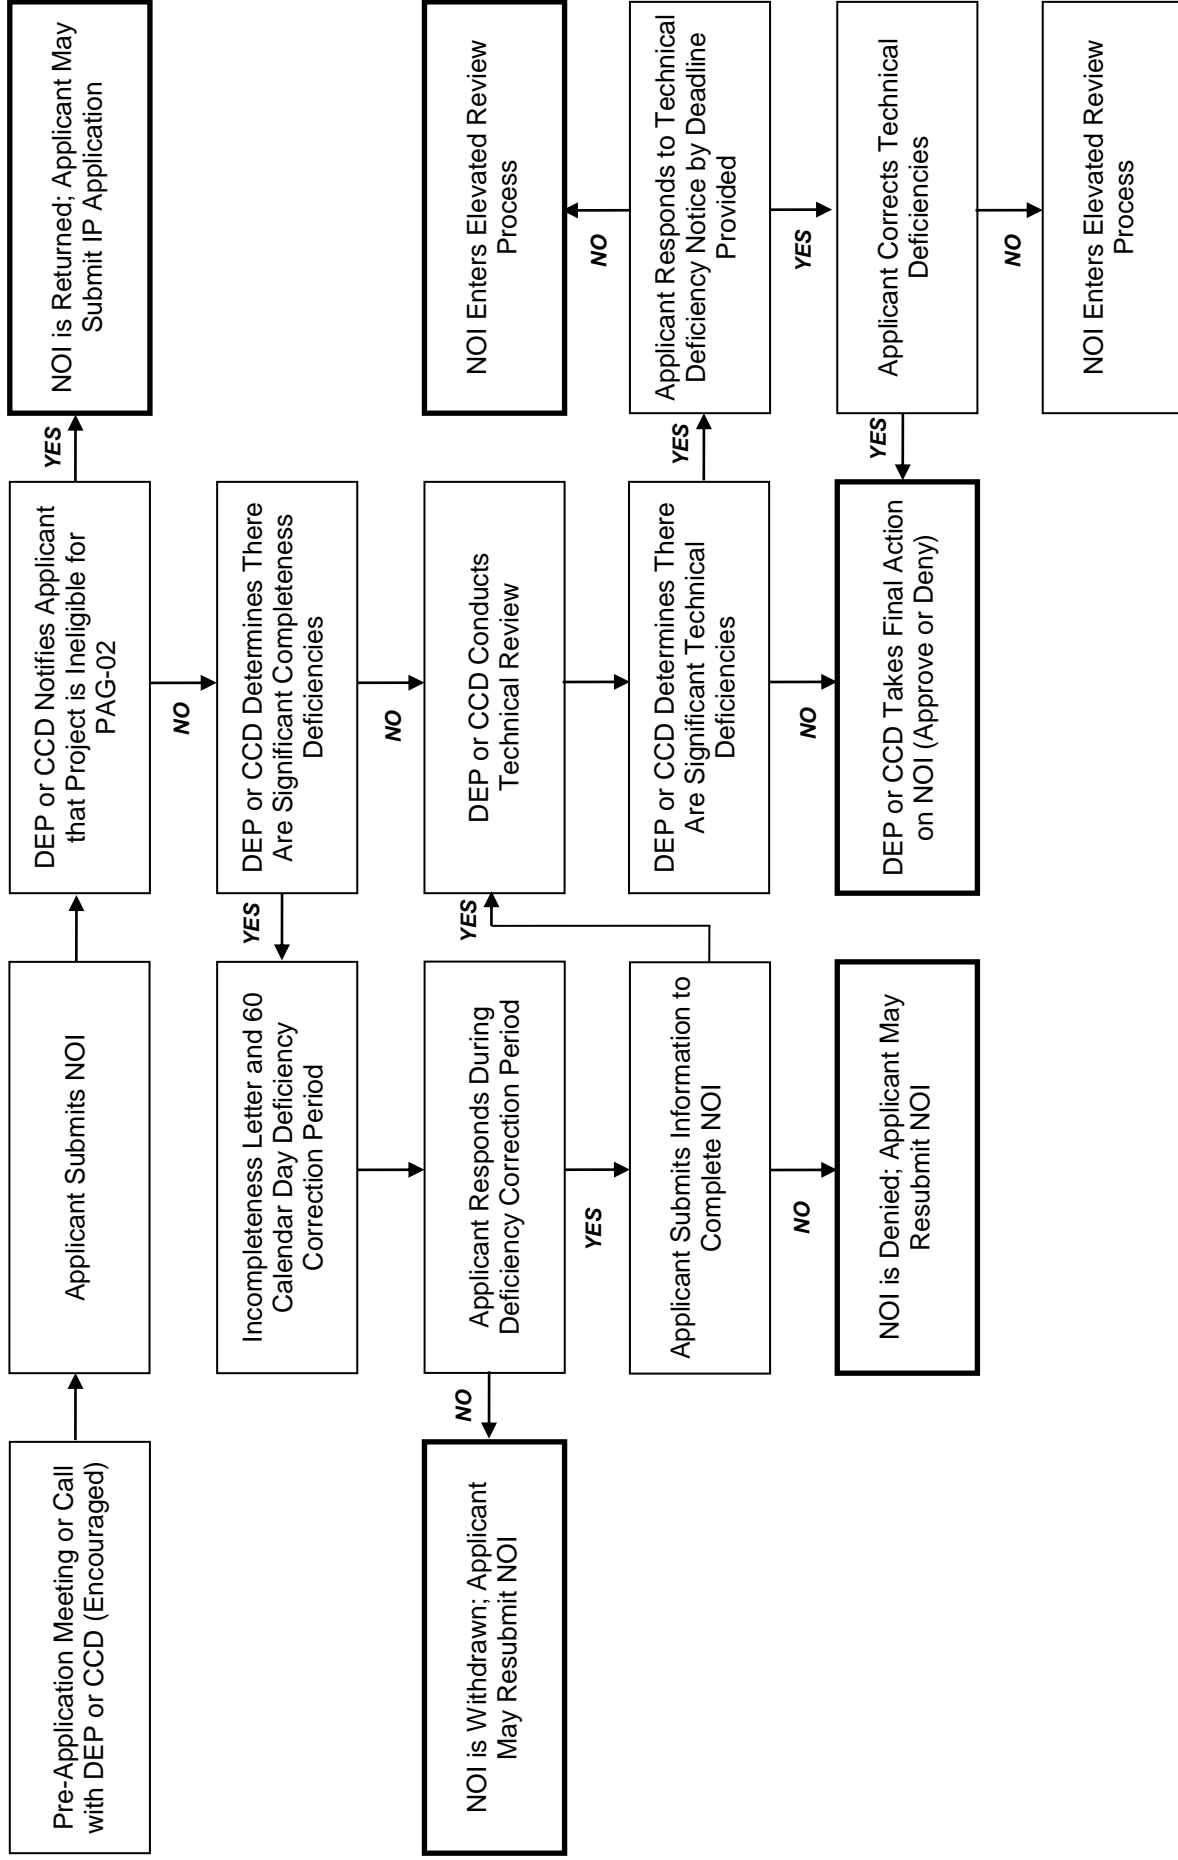 Pre-Application Meeting or Call
with DEP or CCD (Encouraged)
Applicant Submits NOI
DEP or CCD Notifies Applicant
that Project is Ineligible for
PAG-02
YES
NOI is Returned; Applicant May
Submit IP Application
NO
Incompleteness Letter and 60
Calendar Day Deficiency
Correction Period
YES
DEP or CCD Determines There
Are Significant Completeness
Deficiencies
NO
NOI is Withdrawn; Applicant
May Resubmit NOI
NO
Applicant Responds During
Deficiency Correction Period
YES
DEP or CCD Conducts
Technical Review
NOI Enters Elevated Review
Process
YES
NO
Applicant Submits Information to
Complete NOI
DEP or CCD Determines There
Are Significant Technical
Deficiencies
YES
Applicant Responds to Technical
Deficiency Notice by Deadline
Provided
NO
NO
YES
NOI is Denied; Applicant May
Resubmit NOI
DEP or CCD Takes Final Action
on NOI (Approve or Deny)
YES
Applicant Corrects Technical
Deficiencies
NO
NOI Enters Elevated Review
Process